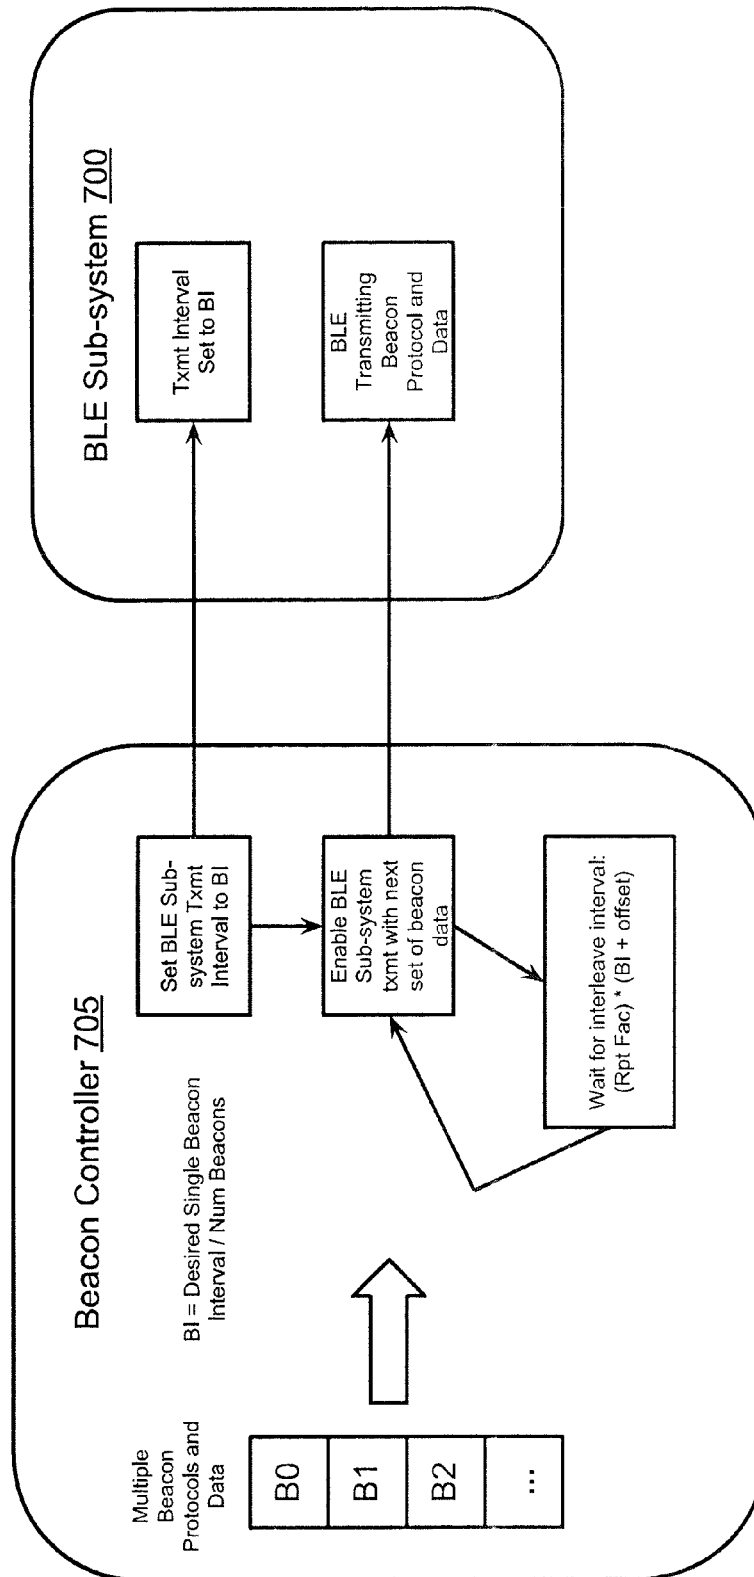 Beacon Controller 705
Multiple
Beacon
Protocols and
Data
B0
B1
B2
...
BI = Desired Single Beacon
Interval / Num Beacons
Set BLE Sub-
system Txmt
Interval to BI
Enable BLE
Sub-system
txmt with next
set of beacon
data
Wait for interleave interval:
(Rpt Fac) * (BI + offset)
BLE Sub-system 700
Txmt Interval
Set to BI
BLE
Transmitting
Beacon
Protocol and
Data